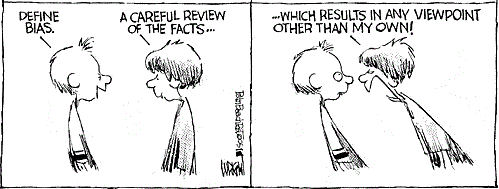 DEFINE
BIAS.
A CAREFUL REVIEW
OF THE FACTS...
...WHICH RESULTS IN ANY VIEWPOINT
OTHER THAN MY OWN!